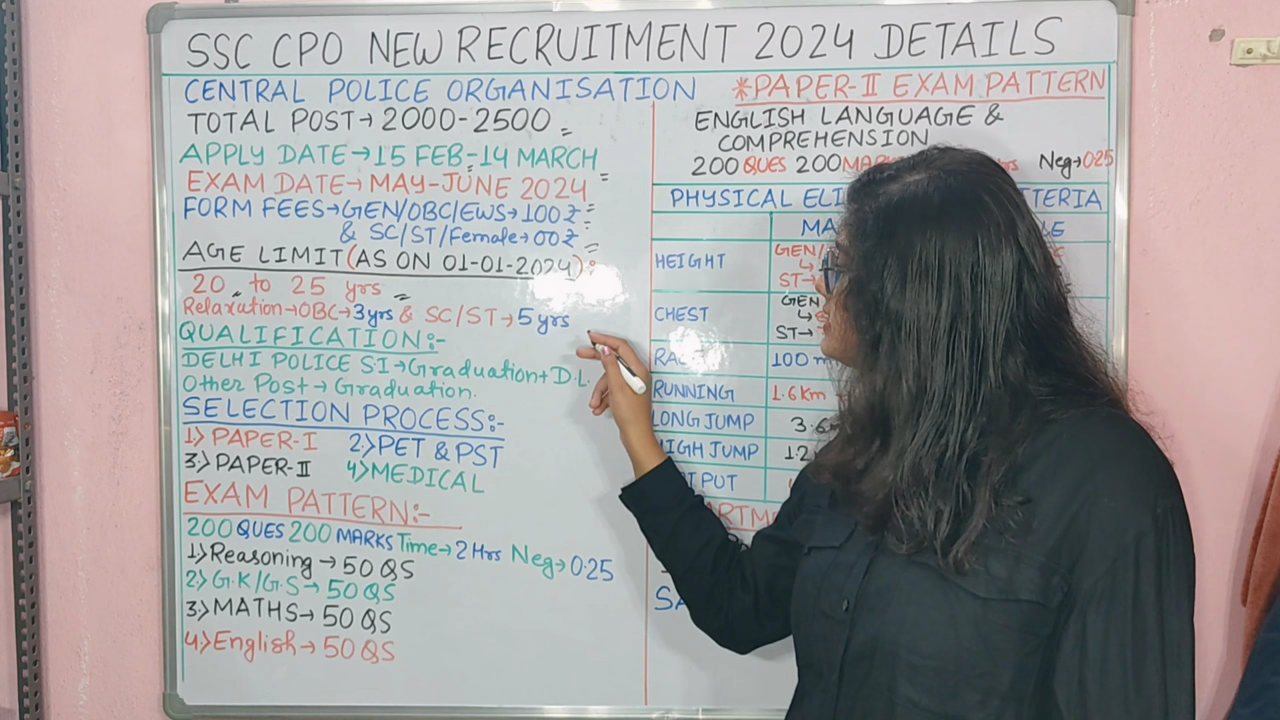 SSC CPO NEW RECRUITMENT 2024 DETAILS
CENTRAL POLICE ORGANISATION
TOTAL POST→2000-2500
APPLY DATE→15 FEB-14 MARCH
EXAM DATE→MAY-JUNE 2024
FORM FEES→GEN/OBC/EWS→100₹
& SC/ST/Female→00₹
AGE LIMIT(AS ON 01-01-2024):
20 to 25 yrs
Relaxation→OBC→3yrs & SC/ST→5yrs
QUALIFICATION:-
DELHI POLICE S.I→Graduation+D.L.
Other Post→Graduation.
SELECTION PROCESS:-
1> PAPER-I 2.>PET & PST
3.>PAPER-II 4>MEDICAL
EXAM PATTERN:-
200 QUES 200 MARKS Time→2Hrs Neg→0.25
1.>Reasoning→50 QS
2.>G.K/G.S→50 QS
3.>MATHS→50 QS
4.>English→50 QS
*PAPER-II EXAM PATTERN
ENGLISH LANGUAGE &
COMPREHENSION
200 QUES 200 Neg→0.25
PHYSICAL
HEIGHT GEN/
ST→
CHEST GEN
ST→
100
RUNNING 1.6Km
LONG JUMP